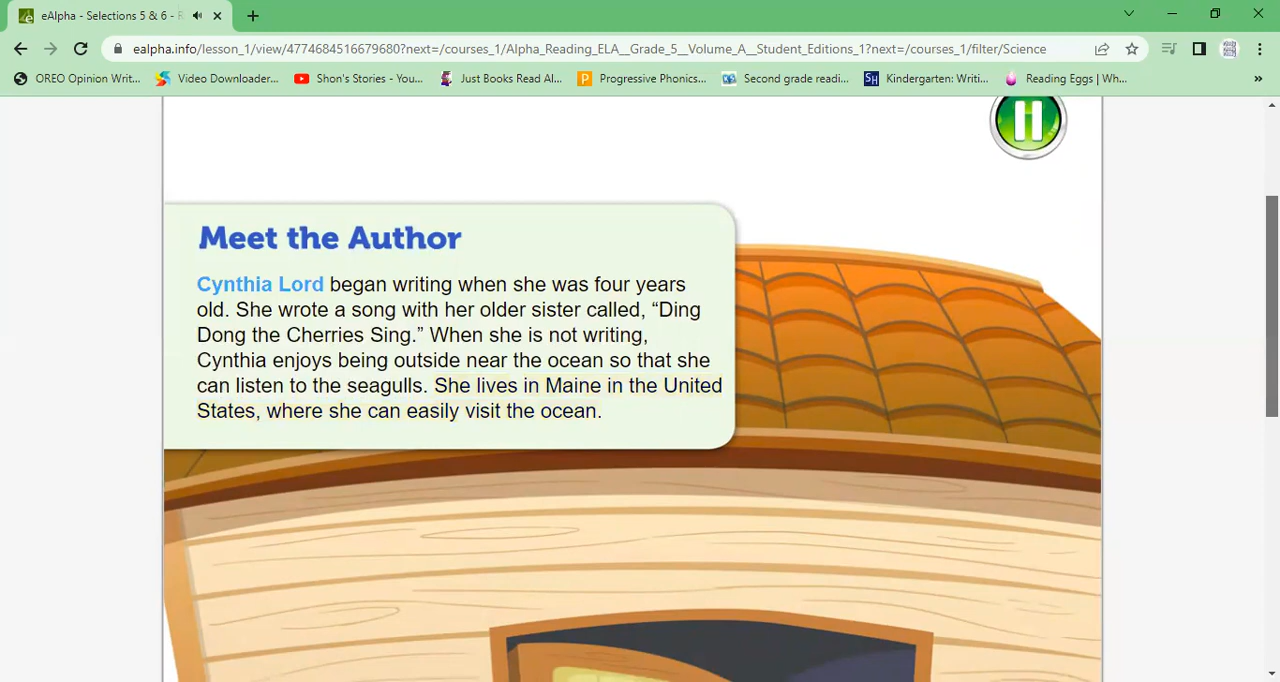 eAlpha - Selections 5 & 6 -
ealpha.info/lesson_1/view/4774684516679680?next=/courses_1/Alpha_Reading_ELA__Grade_5__Volume_A__Student_Editions_1?next=/courses_1/filter/Science
OREO Opinion Writ... Video Downloader... Shon's Stories - You... Just Books Read Al... Progressive Phonics... Second grade readi... SH Kindergarten: Writi... Reading Eggs | Wh... »
Meet the Author
Cynthia Lord began writing when she was four years
old. She wrote a song with her older sister called, “Ding
Dong the Cherries Sing.” When she is not writing,
Cynthia enjoys being outside near the ocean so that she
can listen to the seagulls. She lives in Maine in the United
States, where she can easily visit the ocean.